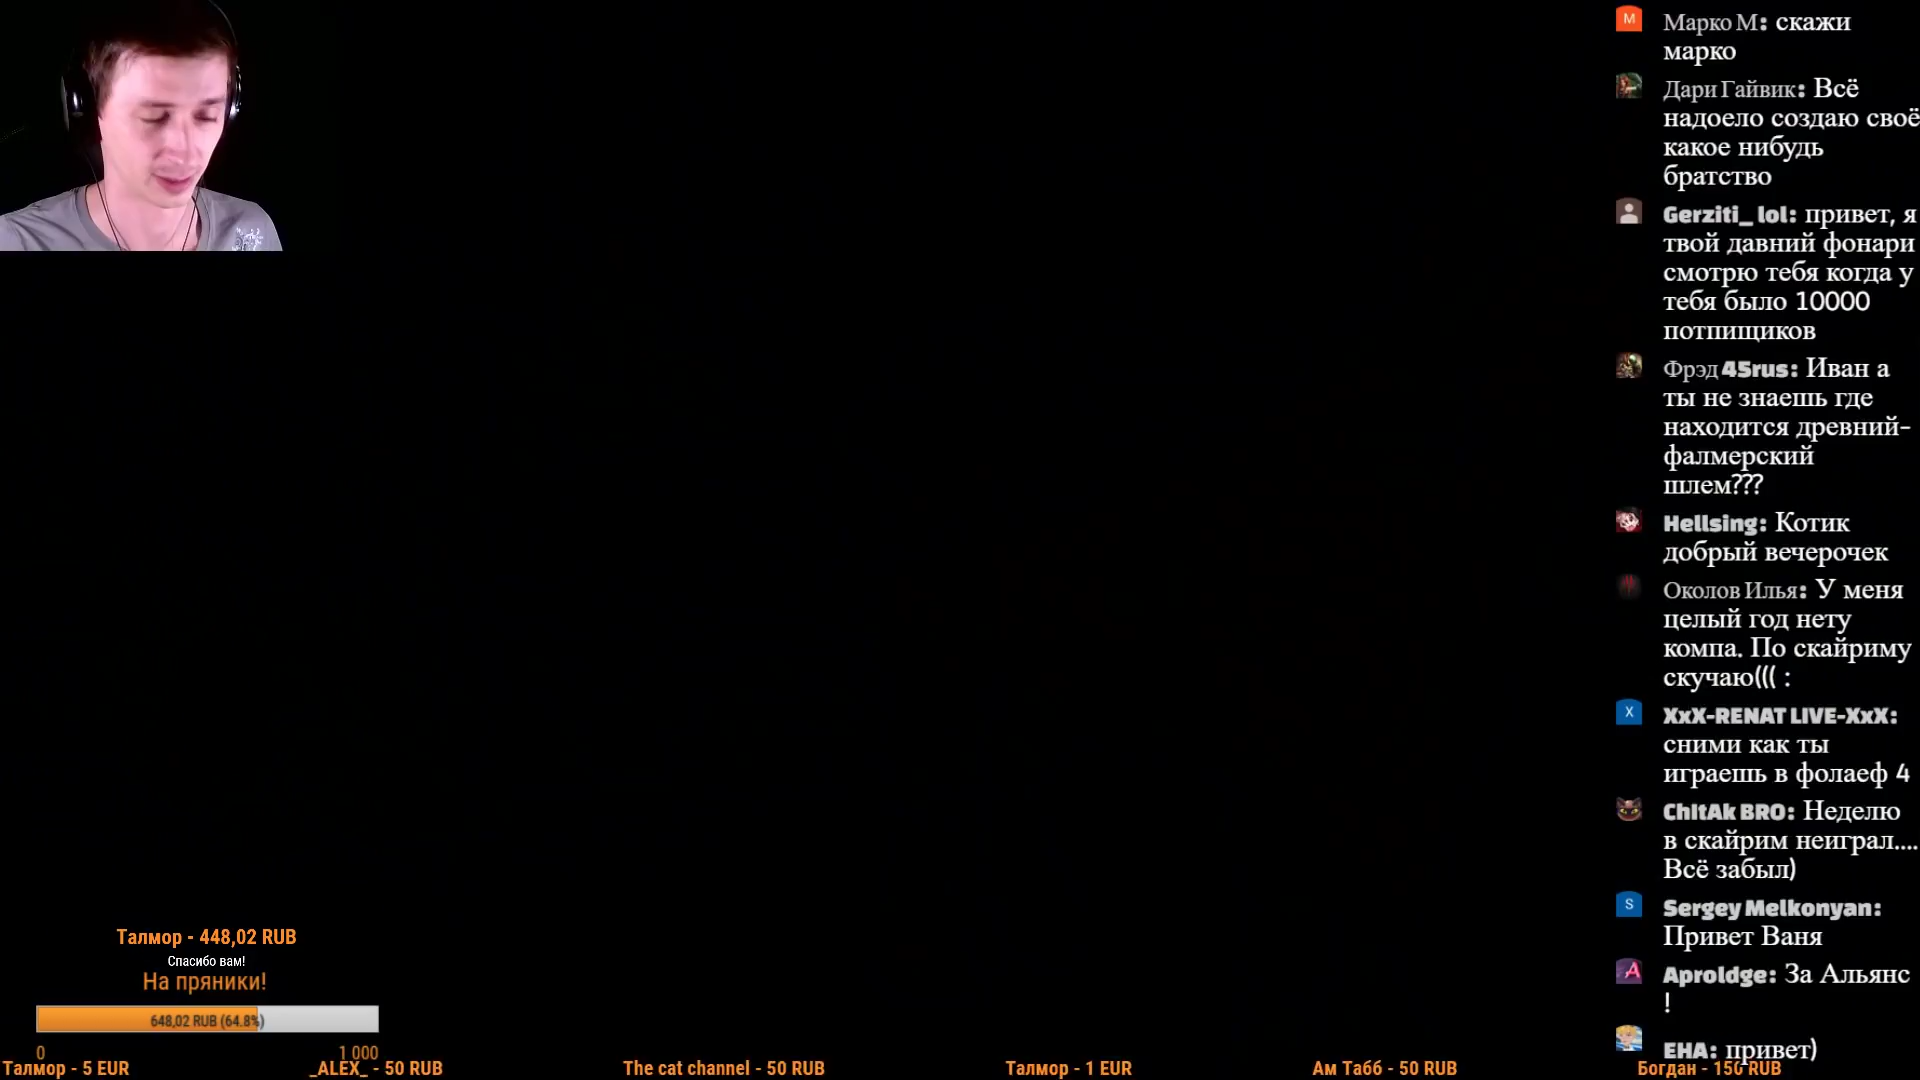 M Марко М: скажи
марко
Дари Гайвик: Всё
надоело создаю своё
какое нибудь
братство
Gerziti_ lol: привет, я
твой давний фонари
смотрю тебя когда у
тебя было 10000
потпищиков
Фрэд 45rus: Иван а
ты не знаешь где
находится древний-
фалмерский
шлем???
Hellsing: Котик
добрый вечерочек
Околов Илья: У меня
целый год нету
компа. По скайриму
скучаю((( :
X XxX-RENAT LIVE-XxX:
сними как ты
играешь в фолаеф 4
ChItAk BRO: Неделю
в скайрим неиграл....
Всё забыл)
S Sergey Melkonyan:
Привет Ваня
A Aproldge: За Альянс
!
EHA: привет)
Талмор - 448,02 RUB
Спасибо вам!
На пряники!
648,02 RUB (64.8%)
0 1 000
Талмор - 5 EUR _ALEX_ - 50 RUB The cat channel - 50 RUB Талмор - 1 EUR Ам Табб - 50 RUB Богдан - 150 RUB